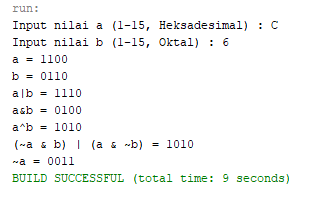 run:
Input nilai a (1-15, Heksadesimal) : C
Input nilai b (1-15, Oktal) : 6
a = 1100
b = 0110
a|b = 1110
a&b = 0100
a^b = 1010
(~a & b) | (a & ~b) = 1010
~a = 0011
BUILD SUCCESSFUL (total time: 9 seconds)